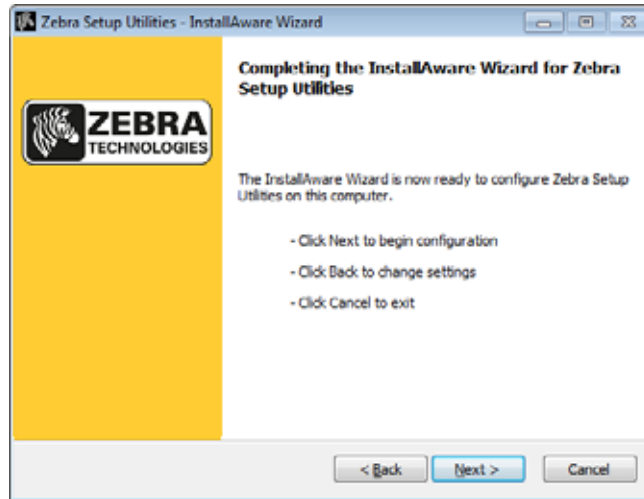 Zebra Setup Utilities - InstallAware Wizard
Completing the InstallAware Wizard for Zebra
Setup Utilities
ZEBRA
TECHNOLOGIES
The InstallAware Wizard is now ready to configure Zebra Setup
Utilities on this computer.
- Click Next to begin configuration
- Click Back to change settings
- Click Cancel to exit
< Back
Next >
Cancel